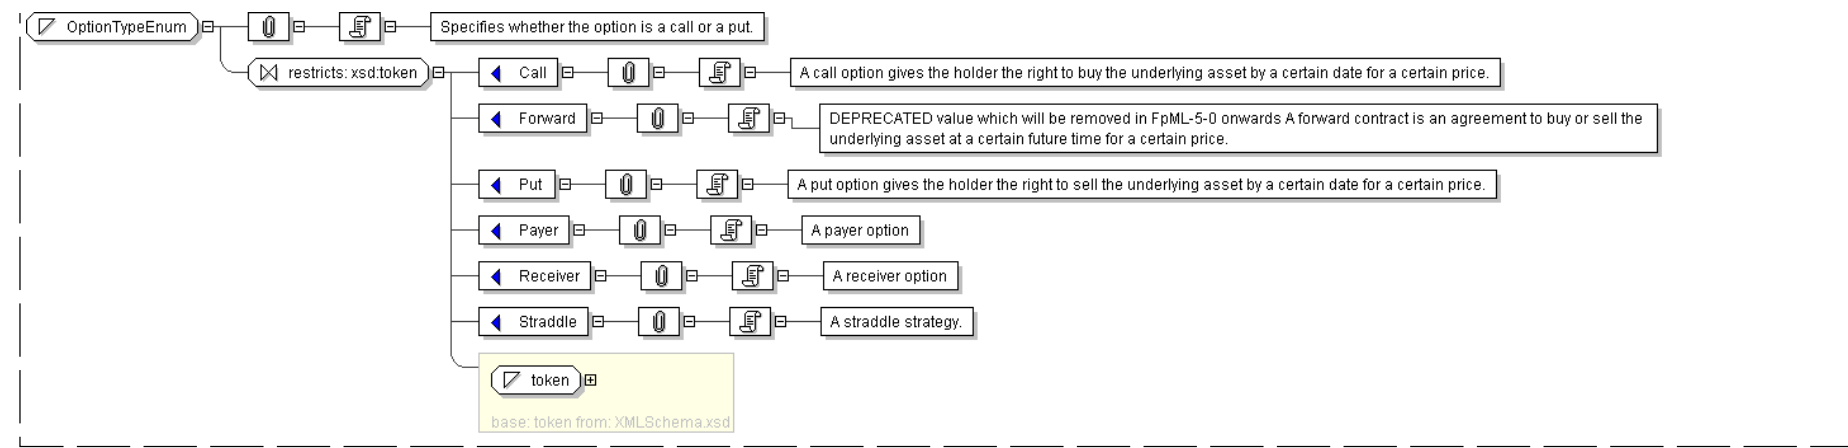 OptionTypeEnum
Specifies whether the option is a call or a put.
restricts: xsd:token
Call
A call option gives the holder the right to buy the underlying asset by a certain date for a certain price.
Forward
DEPRECATED value which will be removed in FpML-5-0 onwards A forward contract is an agreement to buy or sell the
underlying asset at a certain future time for a certain price.
Put
A put option gives the holder the right to sell the underlying asset by a certain date for a certain price.
Payer
A payer option
Receiver
A receiver option
Straddle
A straddle strategy.
token
base: token from: XMLSchema.xsd